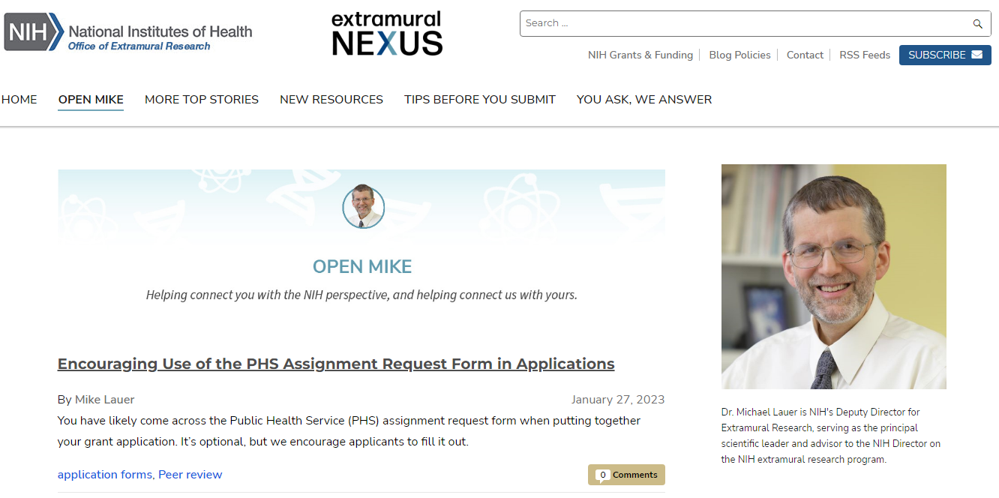 NIH National Institutes of Health
Office of Extramural Research
extramural
NEXUS
Search ...
NIH Grants & Funding
Blog Policies
Contact
RSS Feeds
SUBSCRIBE
HOME
OPEN MIKE
MORE TOP STORIES
NEW RESOURCES
TIPS BEFORE YOU SUBMIT
YOU ASK, WE ANSWER
OPEN MIKE
Helping connect you with the NIH perspective, and helping connect us with yours.
Encouraging Use of the PHS Assignment Request Form in Applications
By Mike Lauer
January 27, 2023
You have likely come across the Public Health Service (PHS) assignment request form when putting together
your grant application. It’s optional, but we encourage applicants to fill it out.
application forms, Peer review
0 Comments
Dr. Michael Lauer is NIH's Deputy Director for
Extramural Research, serving as the principal
scientific leader and advisor to the NIH Director on
the NIH extramural research program.